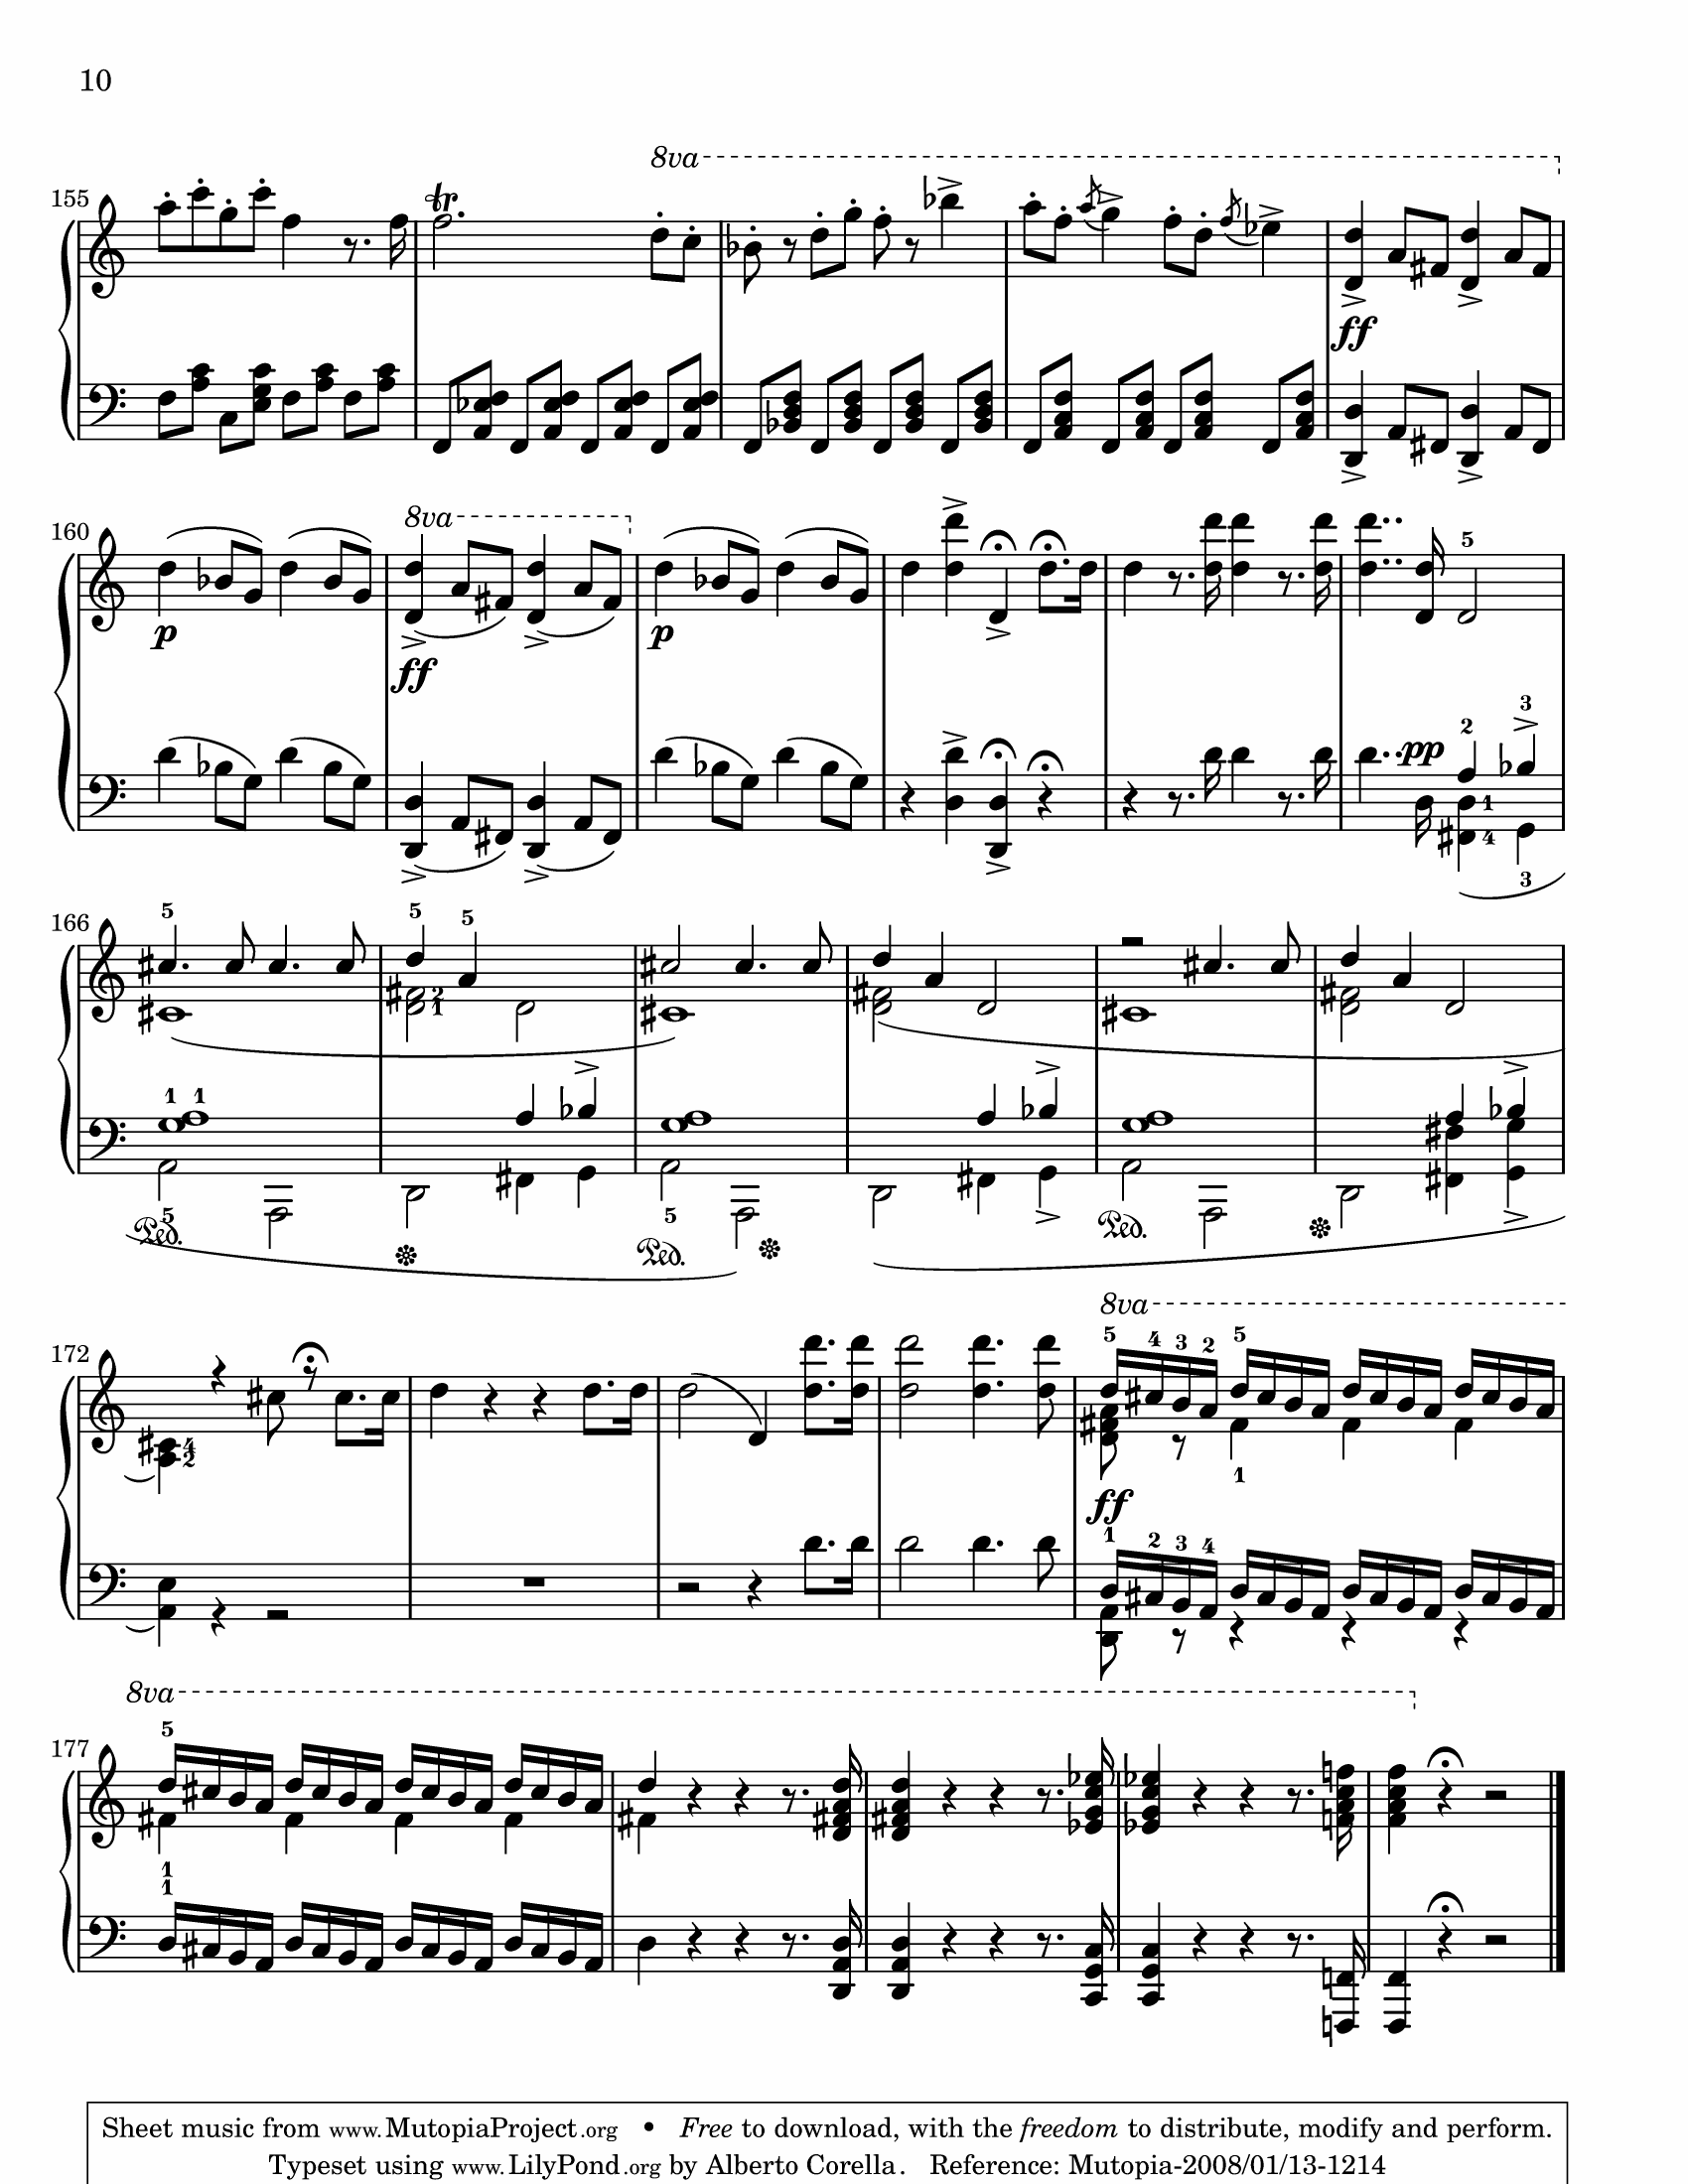 10
8va
155
ff
160
8va
p
ff
p
5
2
3
pp
1
4
3
166
5
5
5
2
1
1
1
5
Ped.
5
Ped.
Ped.
172
8va
5
4
3
2
5
4
2
1
ff
1
2
3
4
8va
177
5
1
1
Sheet music from www.MutopiaProject.org • Free to download, with the freedom to distribute, modify and perform.
Typeset using www.LilyPond.org by Alberto Corella. Reference: Mutopia-2008/01/13-1214